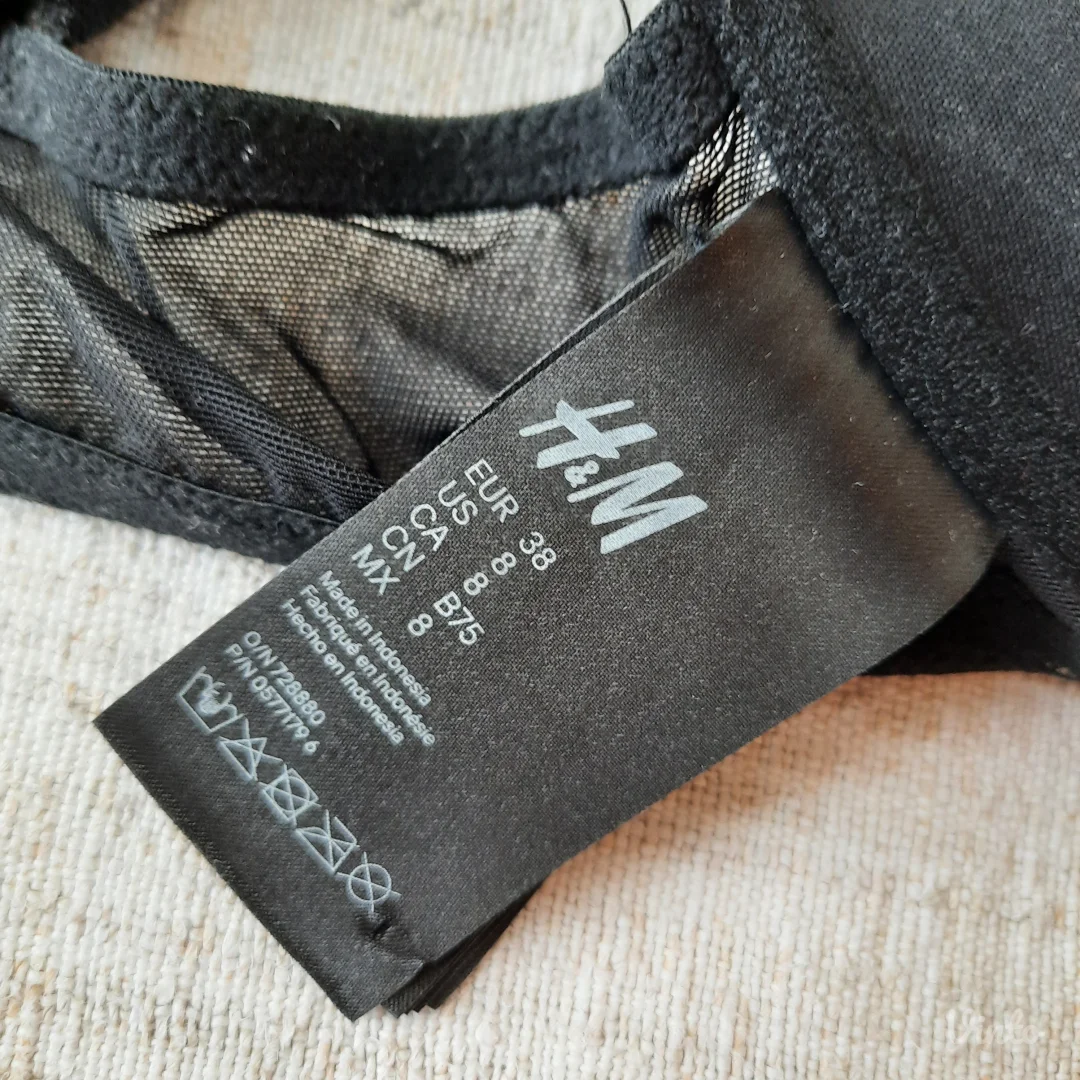 H&M
EUR 38
US 8
CA 8
CN B75
MX 8
Made in Indonesia
Fabriqué en Indonésie
Hecho en Indonesia
O/N 728880
P/N 0577179 6